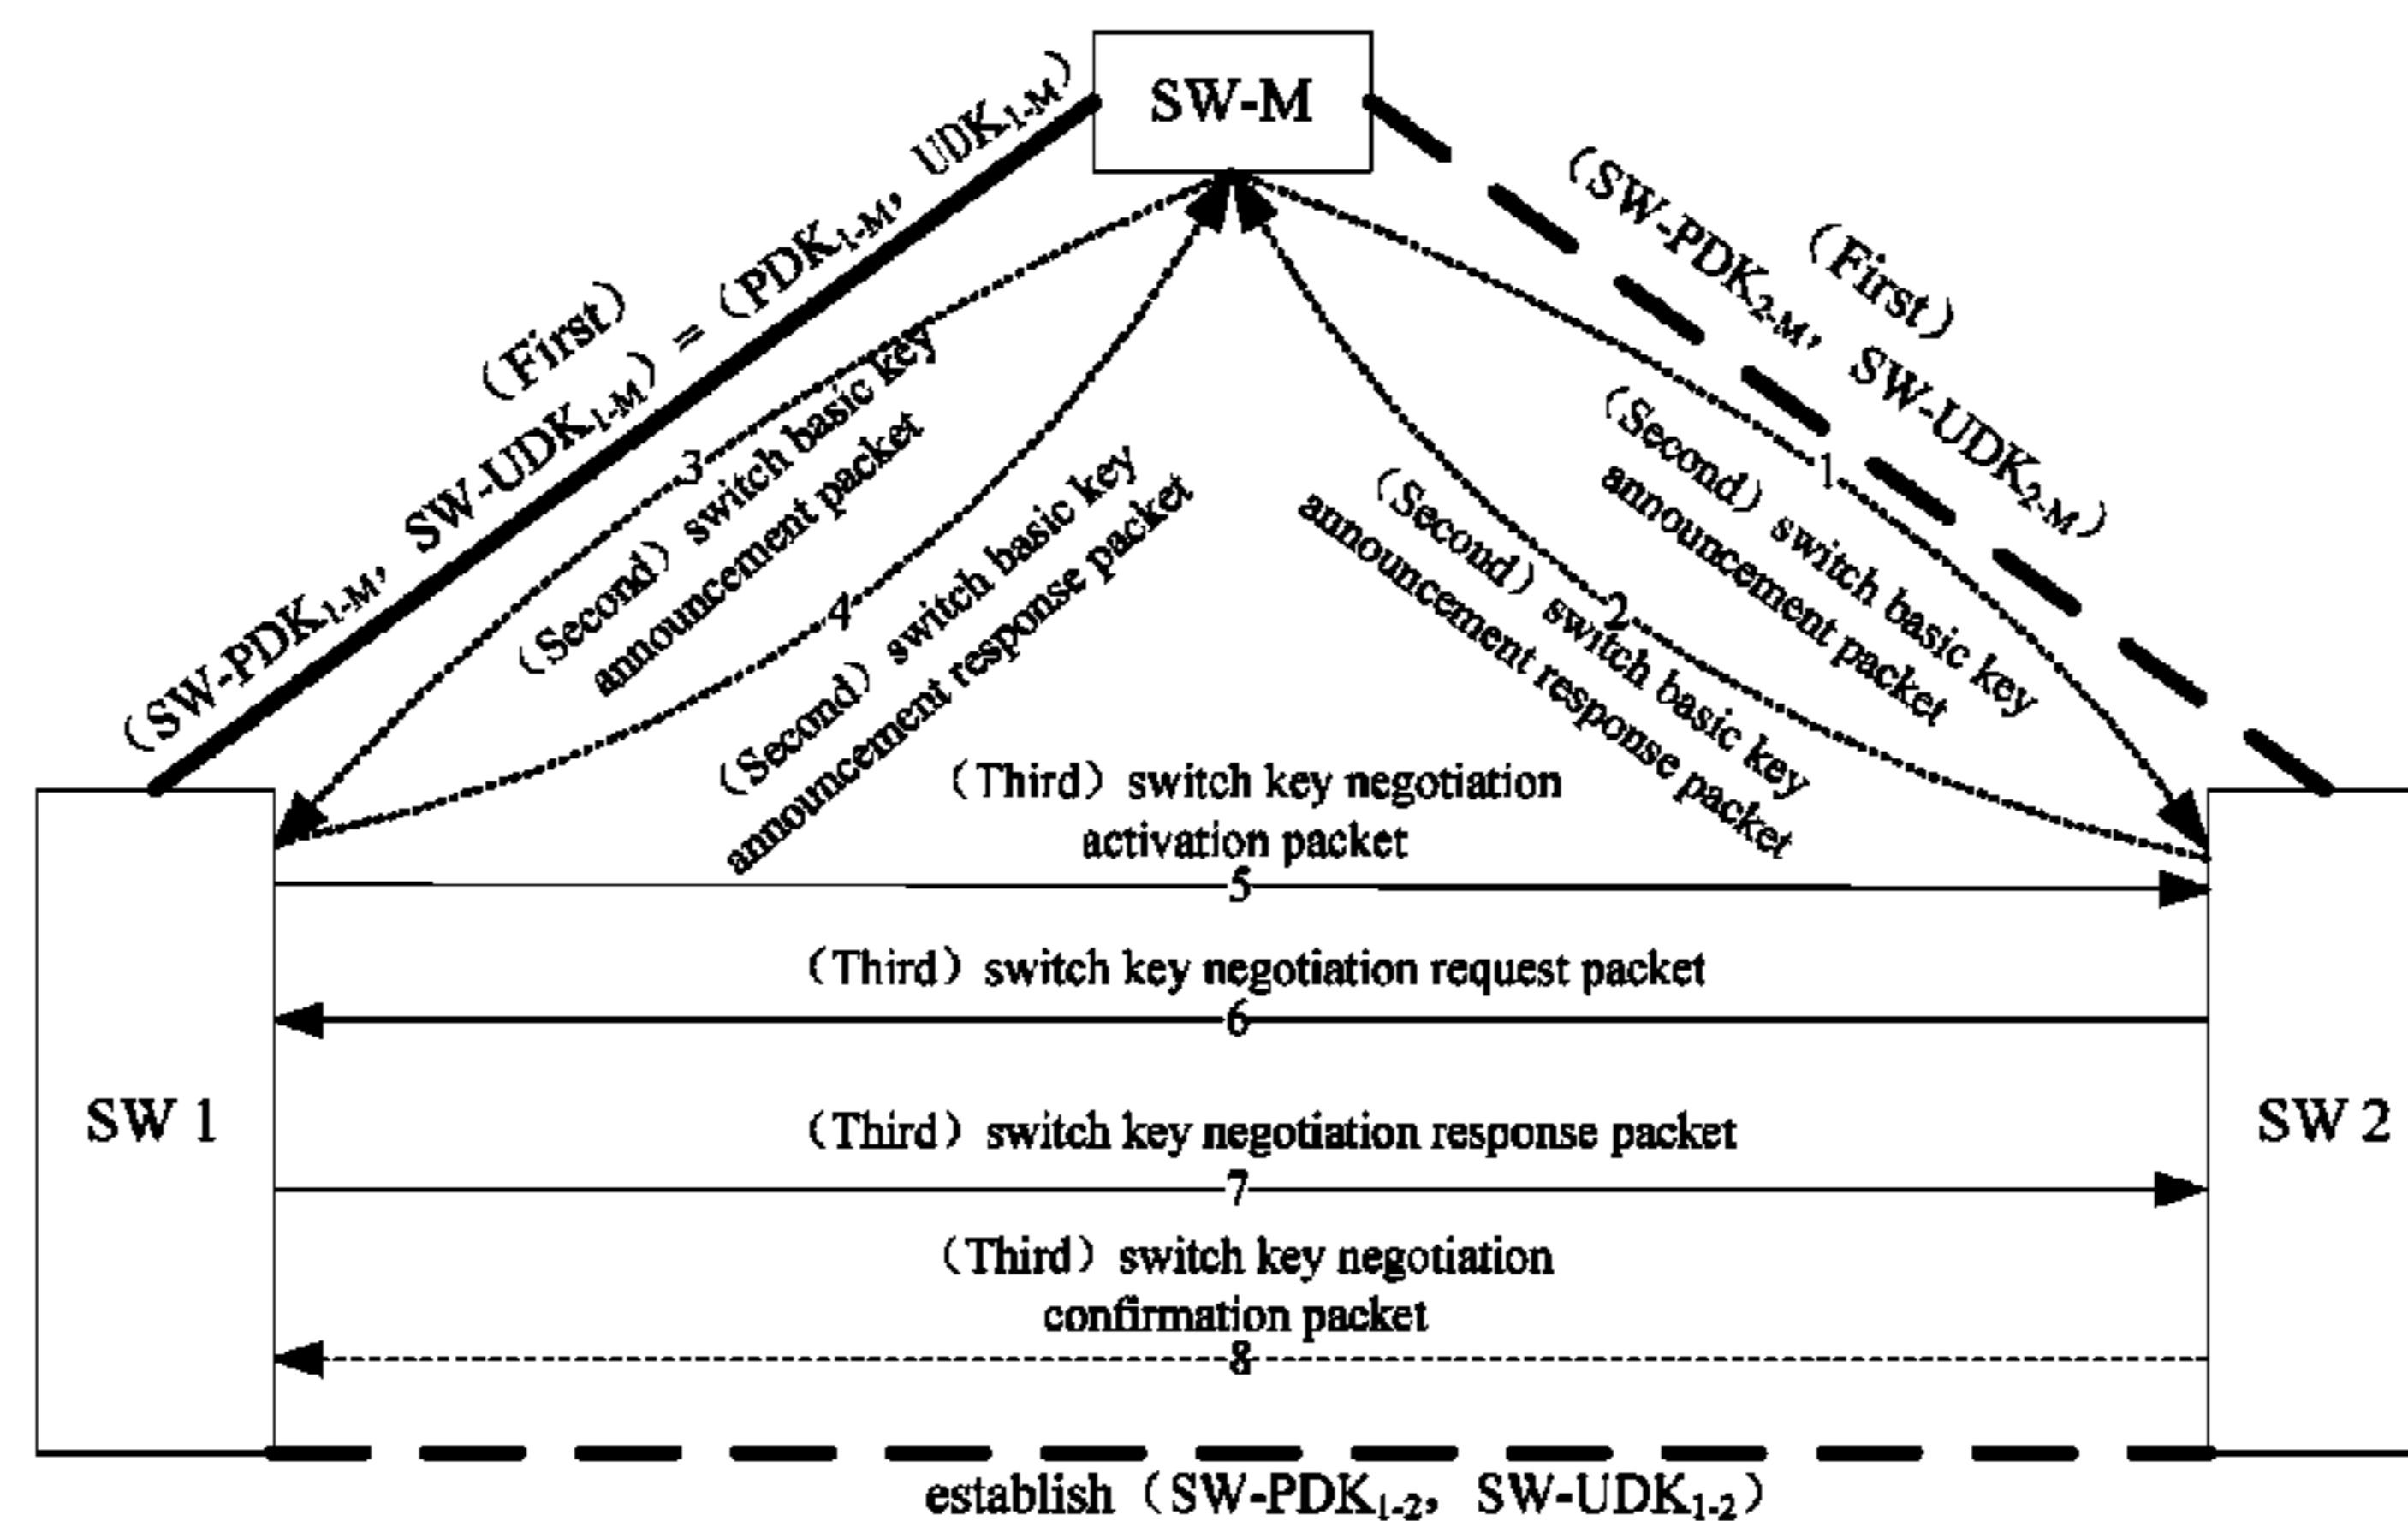 SW-M
(First)
(SW-PDK1-M, SW-UDK1-M) = (PDK1-M, UDK1-M)
(First)
(SW-PDK2-M, SW-UDK2-M)
3
(Second) switch basic key
announcement packet
4
(Second) switch basic key
announcement response packet
1
(Second) switch basic key
announcement packet
2
(Second) switch basic key
announcement response packet
(Third) switch key negotiation
activation packet
5
(Third) switch key negotiation request packet
6
SW 1
SW 2
(Third) switch key negotiation response packet
7
(Third) switch key negotiation
confirmation packet
8
establish (SW-PDK1-2, SW-UDK1-2)